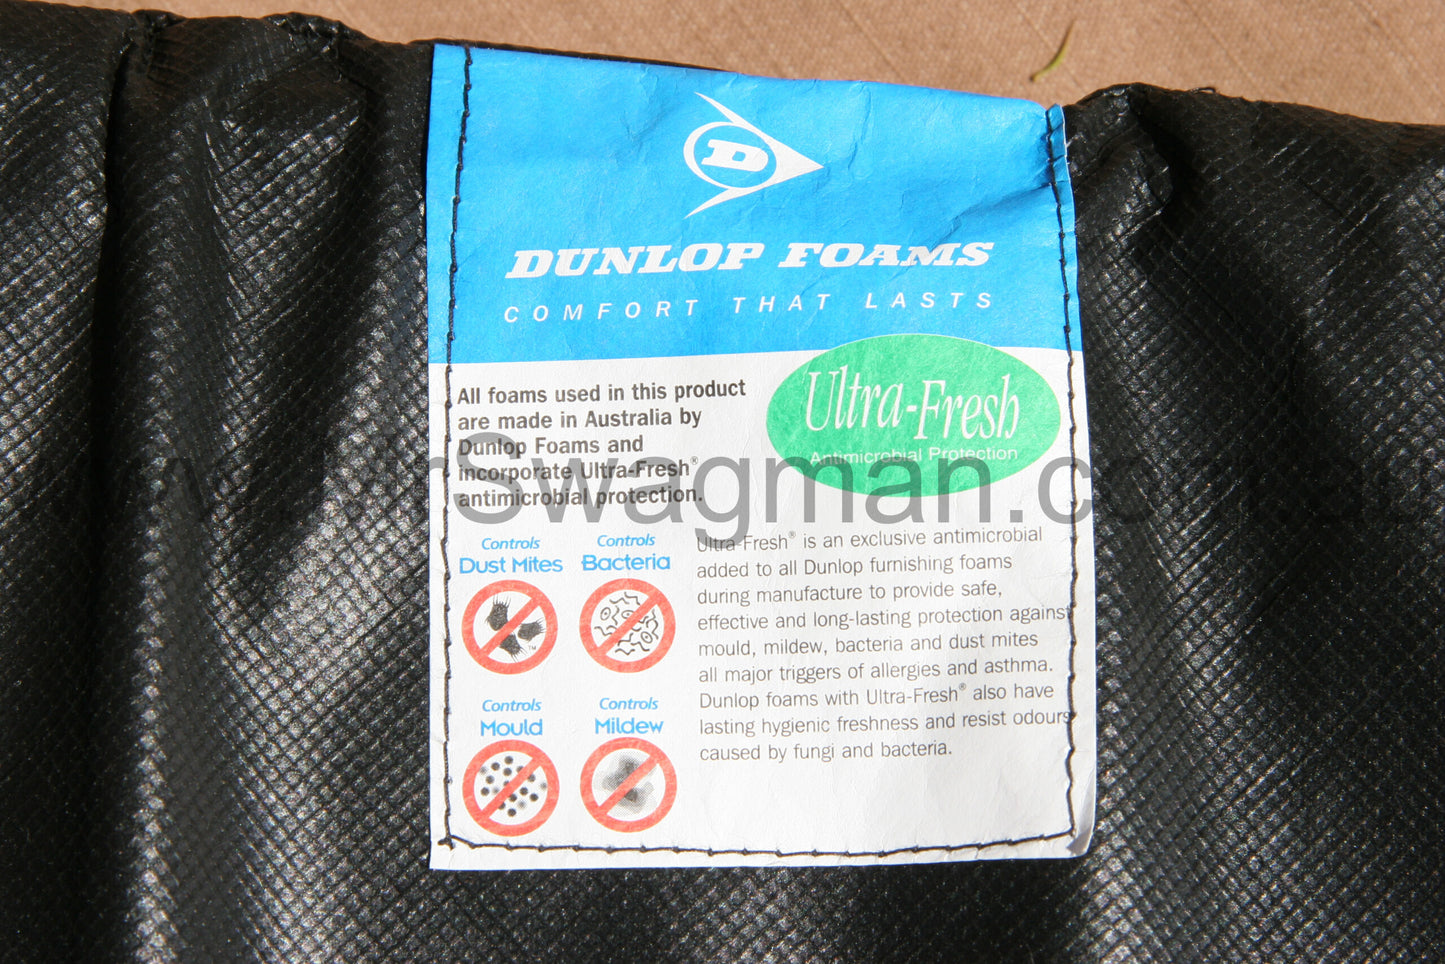 D
DUNLOP FOAMS
COMFORT THAT LASTS
Ultra-Fresh
Antimicrobial Protection
All foams used in this product
are made in Australia by
Dunlop Foams and
incorporate Ultra-Fresh®
antimicrobial protection.
Controls
Dust Mites
Controls
Bacteria
TM
Controls
Mould
Controls
Mildew
Ultra-Fresh® is an exclusive antimicrobial
added to all Dunlop furnishing foams
during manufacture to provide safe,
effective and long-lasting protection against
mould, mildew, bacteria and dust mites
all major triggers of allergies and asthma.
Dunlop foams with Ultra-Fresh® also have
lasting hygienic freshness and resist odours
caused by fungi and bacteria.